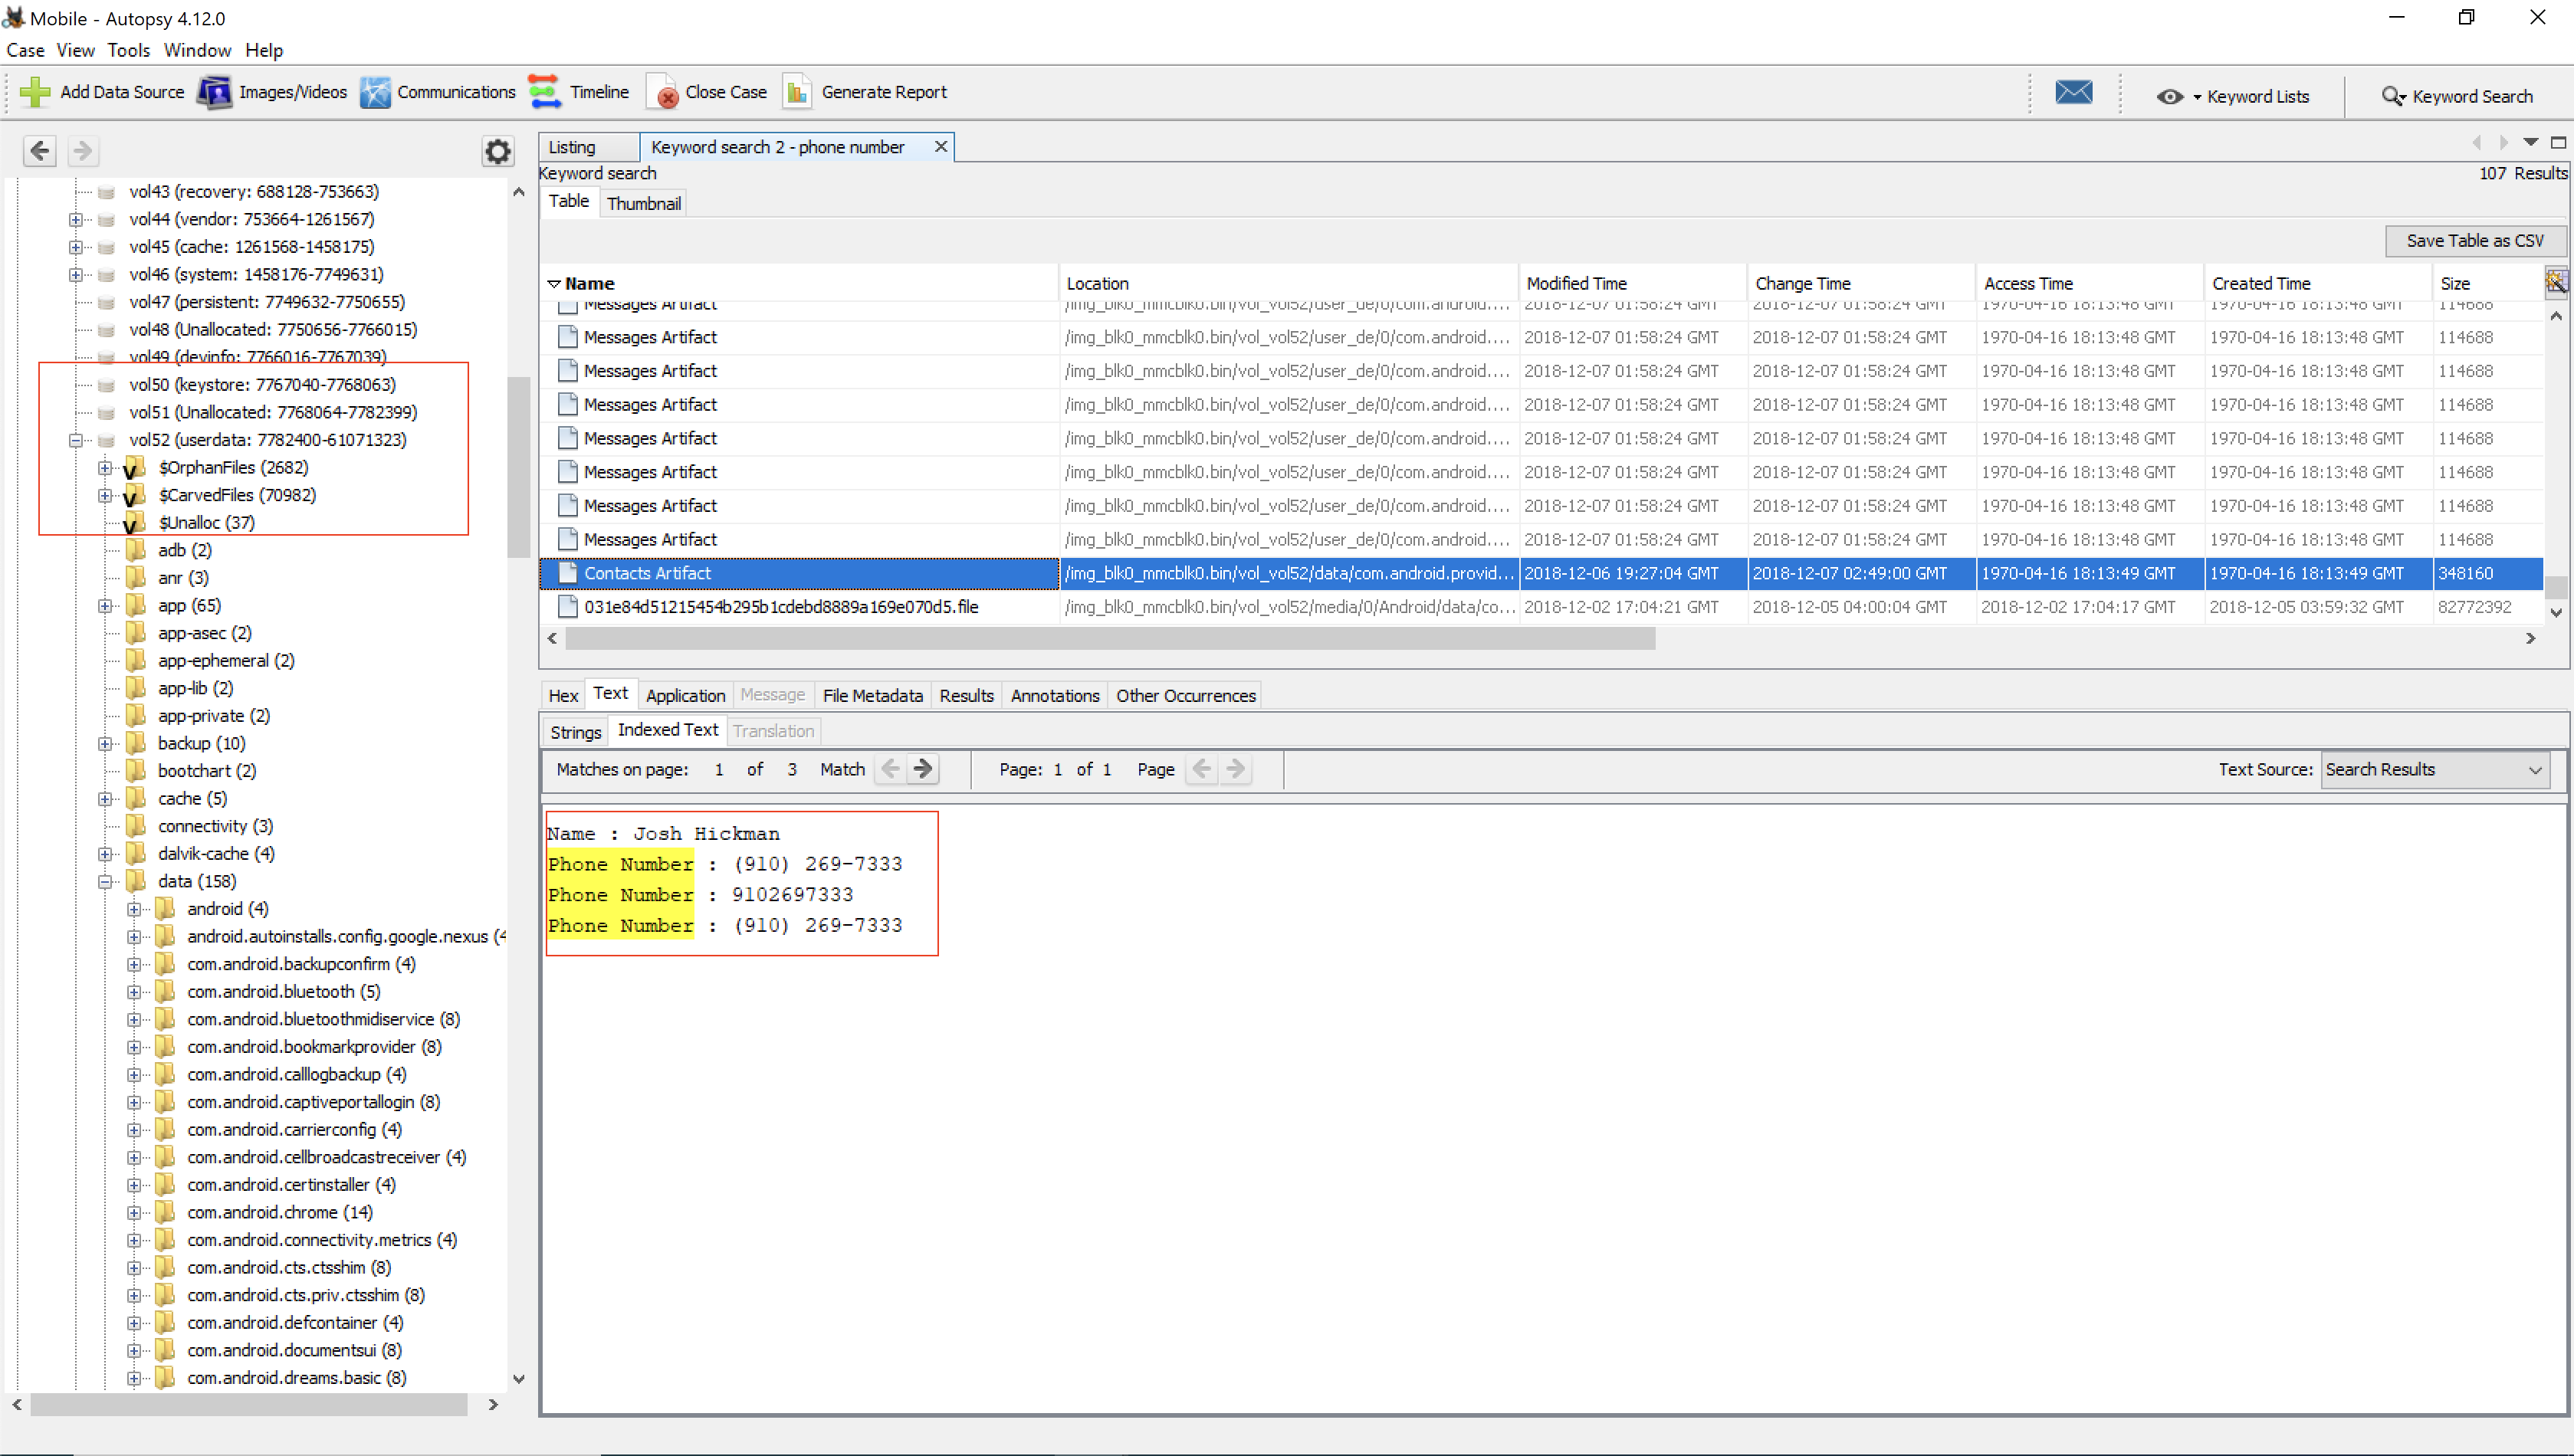 Mobile - Autopsy 4.12.0
Case View Tools Window Help
Add Data Source Images/Videos Communications Timeline Close Case Generate Report Keyword Lists Keyword Search
vol43 (recovery: 688128-753663)
vol44 (vendor: 753664-1261567)
vol45 (cache: 1261568-1458175)
vol46 (system: 1458176-7749631)
vol47 (persistent: 7749632-7750655)
vol48 (Unallocated: 7750656-7766015)
vol49 (devinfo: 7766016-7767039)
vol50 (keystore: 7767040-7768063)
vol51 (Unallocated: 7768064-7782399)
vol52 (userdata: 7782400-61071323)
$OrphanFiles (2682)
$CarvedFiles (70982)
$Unalloc (37)
adb (2)
anr (3)
app (65)
app-asec (2)
app-ephemeral (2)
app-lib (2)
app-private (2)
backup (10)
bootchart (2)
cache (5)
connectivity (3)
dalvik-cache (4)
data (158)
android (4)
android.autoinstalls.config.google.nexus (4
com.android.backupconfirm (4)
com.android.bluetooth (5)
com.android.bluetoothmidiservice (8)
com.android.bookmarkprovider (8)
com.android.calllogbackup (4)
com.android.captiveportallogin (8)
com.android.carrierconfig (4)
com.android.cellbroadcastreceiver (4)
com.android.certinstaller (4)
com.android.chrome (14)
com.android.connectivity.metrics (4)
com.android.cts.ctsshim (8)
com.android.cts.priv.ctsshim (8)
com.android.defcontainer (4)
com.android.documentsui (8)
com.android.dreams.basic (8)
Listing Keyword search 2 - phone number
Keyword search 107 Results
Table Thumbnail
Save Table as CSV
Name Location Modified Time Change Time Access Time Created Time Size
Messages Artifact /img_blk0_mmcblk0.bin/vol_vol52/user_de/0/com.android.... 2018-12-07 01:58:24 GMT 2018-12-07 01:58:24 GMT 1970-04-16 18:13:48 GMT 1970-04-16 18:13:48 GMT 114688
Messages Artifact /img_blk0_mmcblk0.bin/vol_vol52/user_de/0/com.android.... 2018-12-07 01:58:24 GMT 2018-12-07 01:58:24 GMT 1970-04-16 18:13:48 GMT 1970-04-16 18:13:48 GMT 114688
Messages Artifact /img_blk0_mmcblk0.bin/vol_vol52/user_de/0/com.android.... 2018-12-07 01:58:24 GMT 2018-12-07 01:58:24 GMT 1970-04-16 18:13:48 GMT 1970-04-16 18:13:48 GMT 114688
Messages Artifact /img_blk0_mmcblk0.bin/vol_vol52/user_de/0/com.android.... 2018-12-07 01:58:24 GMT 2018-12-07 01:58:24 GMT 1970-04-16 18:13:48 GMT 1970-04-16 18:13:48 GMT 114688
Messages Artifact /img_blk0_mmcblk0.bin/vol_vol52/user_de/0/com.android.... 2018-12-07 01:58:24 GMT 2018-12-07 01:58:24 GMT 1970-04-16 18:13:48 GMT 1970-04-16 18:13:48 GMT 114688
Messages Artifact /img_blk0_mmcblk0.bin/vol_vol52/user_de/0/com.android.... 2018-12-07 01:58:24 GMT 2018-12-07 01:58:24 GMT 1970-04-16 18:13:48 GMT 1970-04-16 18:13:48 GMT 114688
Messages Artifact /img_blk0_mmcblk0.bin/vol_vol52/user_de/0/com.android.... 2018-12-07 01:58:24 GMT 2018-12-07 01:58:24 GMT 1970-04-16 18:13:48 GMT 1970-04-16 18:13:48 GMT 114688
Messages Artifact /img_blk0_mmcblk0.bin/vol_vol52/user_de/0/com.android.... 2018-12-07 01:58:24 GMT 2018-12-07 01:58:24 GMT 1970-04-16 18:13:48 GMT 1970-04-16 18:13:48 GMT 114688
Contacts Artifact /img_blk0_mmcblk0.bin/vol_vol52/data/com.android.provid... 2018-12-06 19:27:04 GMT 2018-12-07 02:49:00 GMT 1970-04-16 18:13:49 GMT 1970-04-16 18:13:49 GMT 348160
031e84d51215454b295b1cdebd8889a169e070d5.file /img_blk0_mmcblk0.bin/vol_vol52/media/0/Android/data/co... 2018-12-02 17:04:21 GMT 2018-12-05 04:00:04 GMT 2018-12-02 17:04:17 GMT 2018-12-05 03:59:32 GMT 82772392
Hex Text Application Message File Metadata Results Annotations Other Occurrences
Strings Indexed Text Translation
Matches on page: 1 of 3 Match Page: 1 of 1 Page Text Source: Search Results
Name : Josh Hickman
Phone Number : (910) 269-7333
Phone Number : 9102697333
Phone Number : (910) 269-7333